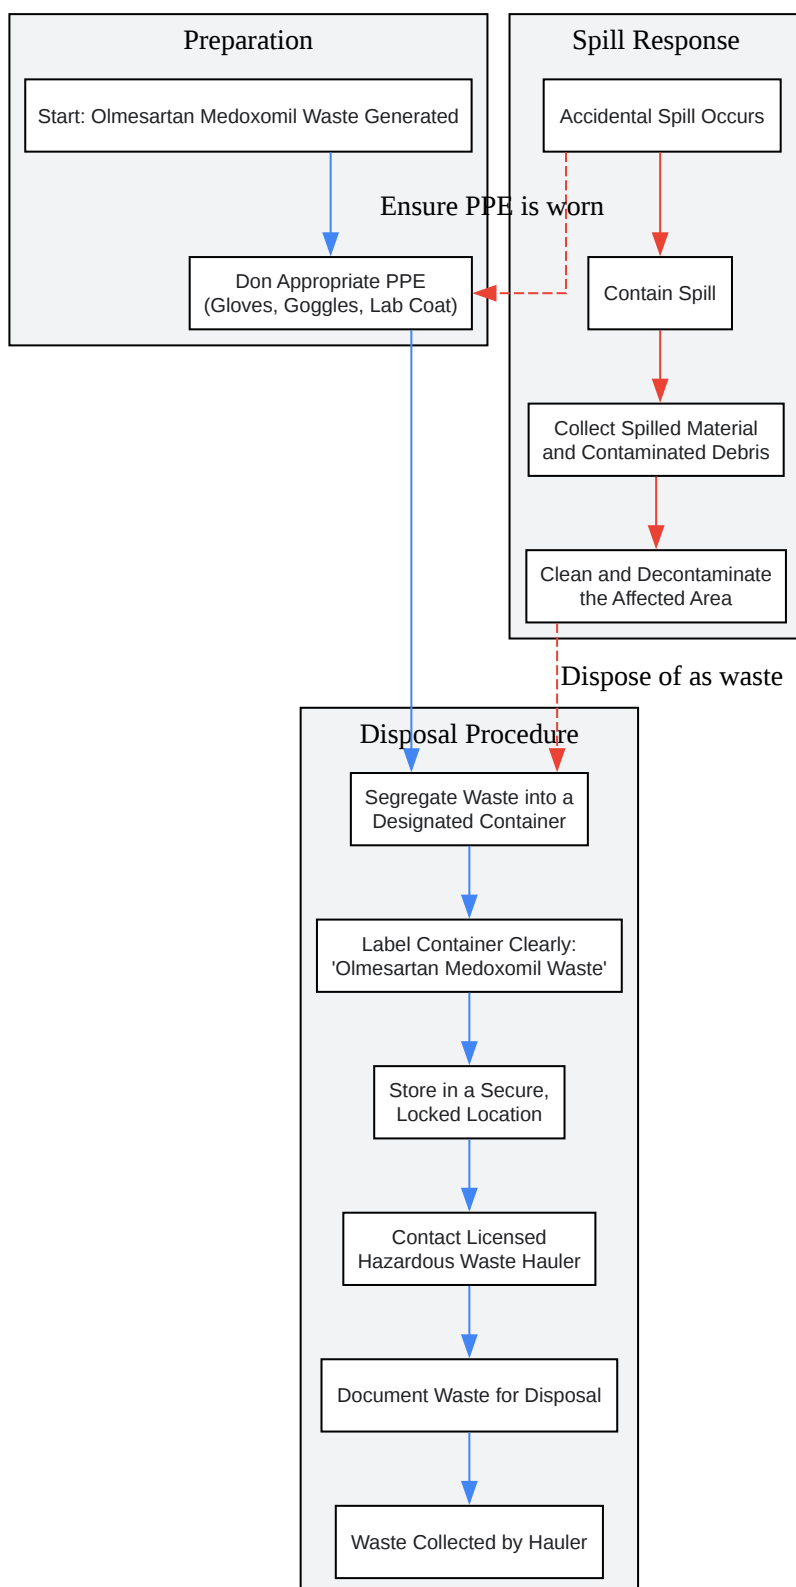 Preparation
Start: Olmesartan Medoxomil Waste Generated
Don Appropriate PPE
(Gloves, Goggles, Lab Coat)
Spill Response
Accidental Spill Occurs
Ensure PPE is worn
Contain Spill
Collect Spilled Material
and Contaminated Debris
Clean and Decontaminate
the Affected Area
Dispose of as waste
Disposal Procedure
Segregate Waste into a
Designated Container
Label Container Clearly:
'Olmesartan Medoxomil Waste'
Store in a Secure,
Locked Location
Contact Licensed
Hazardous Waste Hauler
Document Waste for Disposal
Waste Collected by Hauler